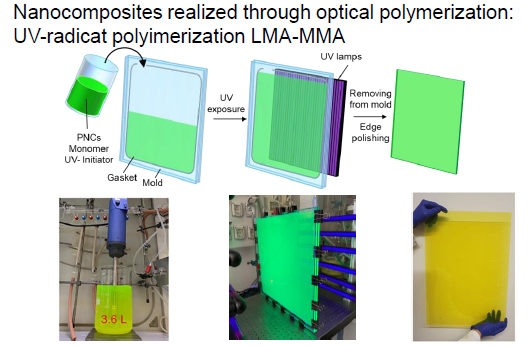 Nanocomposites realized through optical polymerization:
UV-radicat polyimerization LMA-MMA
UV lamps
UV
exposure
Removing
from mold
Edge
polishing
PNCs
Monomer
UV- Initiator
Gasket
Mold
3.6 L